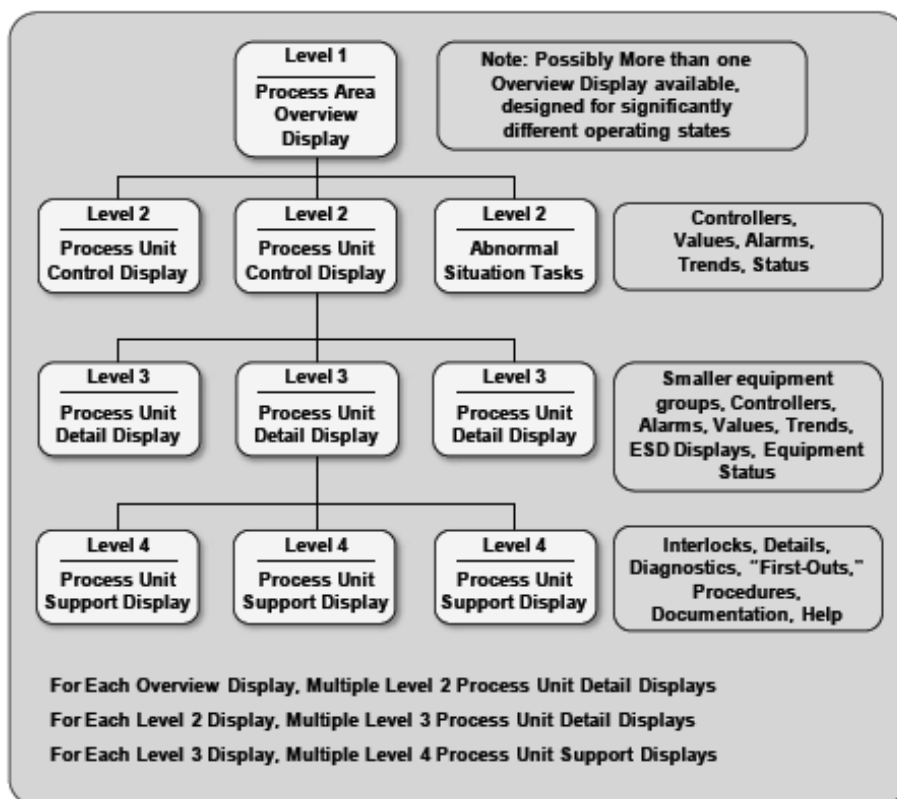 Level 1
Process Area
Overview
Display
Note: Possibly More than one
Overview Display available,
designed for significantly
different operating states
Level 2
Process Unit
Control Display
Level 2
Process Unit
Control Display
Level 2
Abnormal
Situation Tasks
Controllers,
Values, Alarms,
Trends, Status
Level 3
Process Unit
Detail Display
Level 3
Process Unit
Detail Display
Level 3
Process Unit
Detail Display
Smaller equipment
groups, Controllers,
Alarms, Values, Trends,
ESD Displays, Equipment
Status
Level 4
Process Unit
Support Display
Level 4
Process Unit
Support Display
Level 4
Process Unit
Support Display
Interlocks, Details,
Diagnostics, "First-Outs,"
Procedures,
Documentation, Help
For Each Overview Display, Multiple Level 2 Process Unit Detail Displays
For Each Level 2 Display, Multiple Level 3 Process Unit Detail Displays
For Each Level 3 Display, Multiple Level 4 Process Unit Support Displays